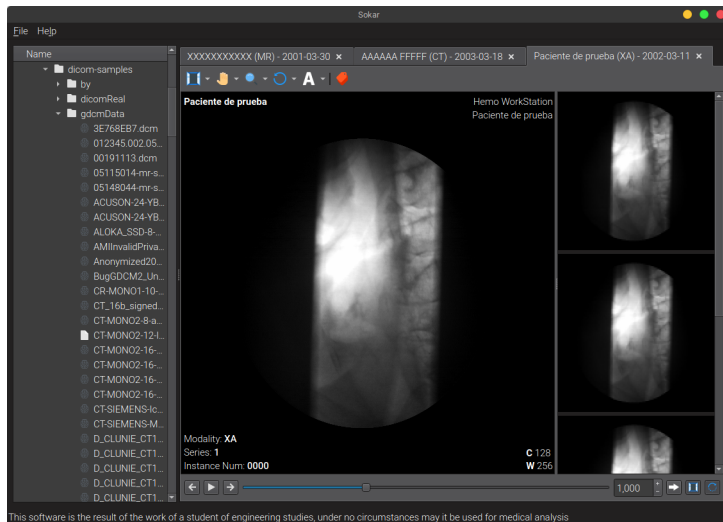 Sokar
File Help
Name
dicom-samples
by
dicomReal
gdcmData
3E768EB7.dcm
012345.002.05...
00191113.dcm
05115014-mr-s...
05148044-mr-s...
ACUSON-24-YB...
ACUSON-24-YB...
ALOKA_SSD-8-...
AMIInvalidPriva...
Anonymized20...
BugGDCM2_Un...
CR-MONO1-10-...
CT_16b_signed...
CT-MONO2-8-a...
CT-MONO2-12-l...
CT-MONO2-16-...
CT-MONO2-16-...
CT-MONO2-16-...
CT-MONO2-16-...
CT-SIEMENS-Ic...
CT-SIEMENS-M...
D_CLUNIE_CT1...
D_CLUNIE_CT1...
D_CLUNIE_CT1...
D_CLUNIE_CT1...
D_CLUNIE_CT1...
XXXXXXXXXXX (MR) - 2001-03-30 ×
AAAAAA FFFFF (CT) - 2003-03-18 ×
Paciente de prueba (XA) - 2002-03-11 ×
A
Paciente de prueba
Hemo WorkStation
Paciente de prueba
Modality: XA
Series: 1
Instance Num: 0000
C 128
W 256
1,000
This software is the result of the work of a student of engineering studies, under no circumstances may it be used for medical analysis